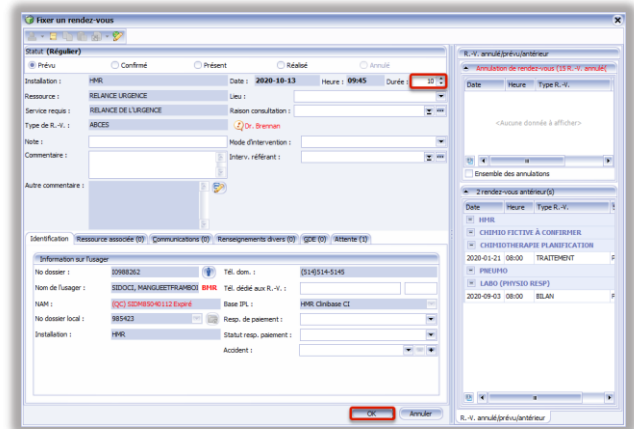 Fixer un rendez-vous
Statut (Régulier)
Prévu Confirmé Présent Réalisé Annulé
Installation : HMR Date : 2020-10-13 Heure : 09:45 Durée : 10
Ressource : RELANCE URGENCE Lieu :
Service requis : RELANCE DE L'URGENCE Raison consultation :
Type de R.-V. : ABCES Dr. Brennan
Note : Mode d'intervention :
Commentaire : Interv. référant :
Autre commentaire :
Identification Ressource associée (0) Communications (0) Renseignements divers (0) GDE (0) Attente (1)
Information sur l'usager
No dossier : I0988262 Tél. dom. : (514)514-5145
Nom de l'usager : SIDOCI, MANGUEETFRAMBOI BMR Tél. dédié aux R.-V. :
NAM : (QC) SIDM85040112 Expiré Base IPL : HMR Clinibase CI
No dossier local : 985423 Resp. de paiement :
Installation : HMR Statut resp. paiement :
Accident :
OK Annuler
R.-V. annulé/prévu/antérieur
Annulation de rendez-vous (15 R.-V. annulé(
Date Heure Type R.-V.
<Aucune donnée à afficher>
Ensemble des annulations
2 rendez-vous antérieur(s)
Date Heure Type R.-V. S
HMR
CHIMIO FICTIVE À CONFIRMER
CHIMIOTHERAPIE PLANIFICATION
2020-01-21 08:00 TRAITEMENT P
PNEUMO
LABO (PHYSIO RESP)
2020-09-03 08:00 BILAN P
R.-V. annulé/prévu/antérieur